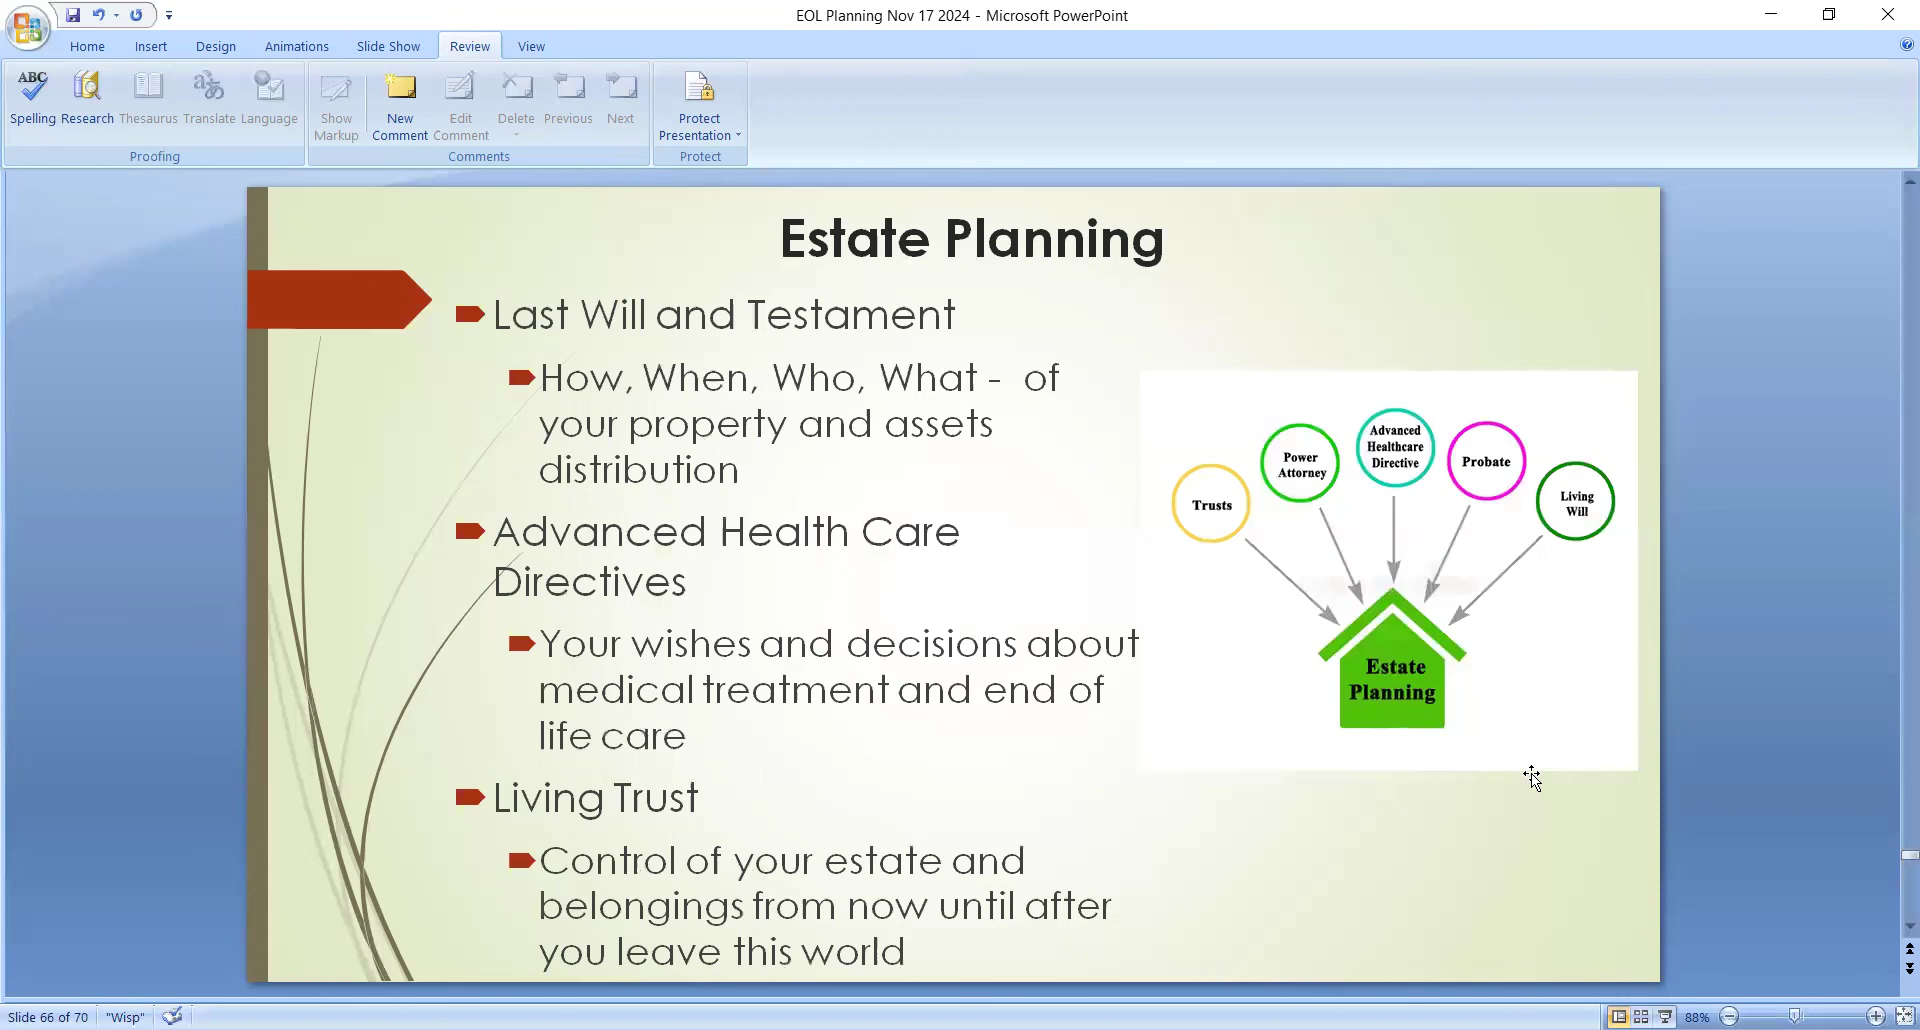 EOL Planning Nov 17 2024 - Microsoft PowerPoint
Home Insert Design Animations Slide Show Review View
ABC
Spelling Research Thesaurus Translate Language Show Markup New Comment Edit Comment Delete Previous Next Protect Presentation
Proofing Comments Protect
Estate Planning
Last Will and Testament
How, When, Who, What - of
your property and assets
distribution
Advanced Health Care
Directives
Your wishes and decisions about
medical treatment and end of
life care
Living Trust
Control of your estate and
belongings from now until after
you leave this world
Trusts
Power
Attorney
Advanced
Healthcare
Directive
Probate
Living
Will
Estate
Planning
Slide 66 of 70 "Wisp" 88%